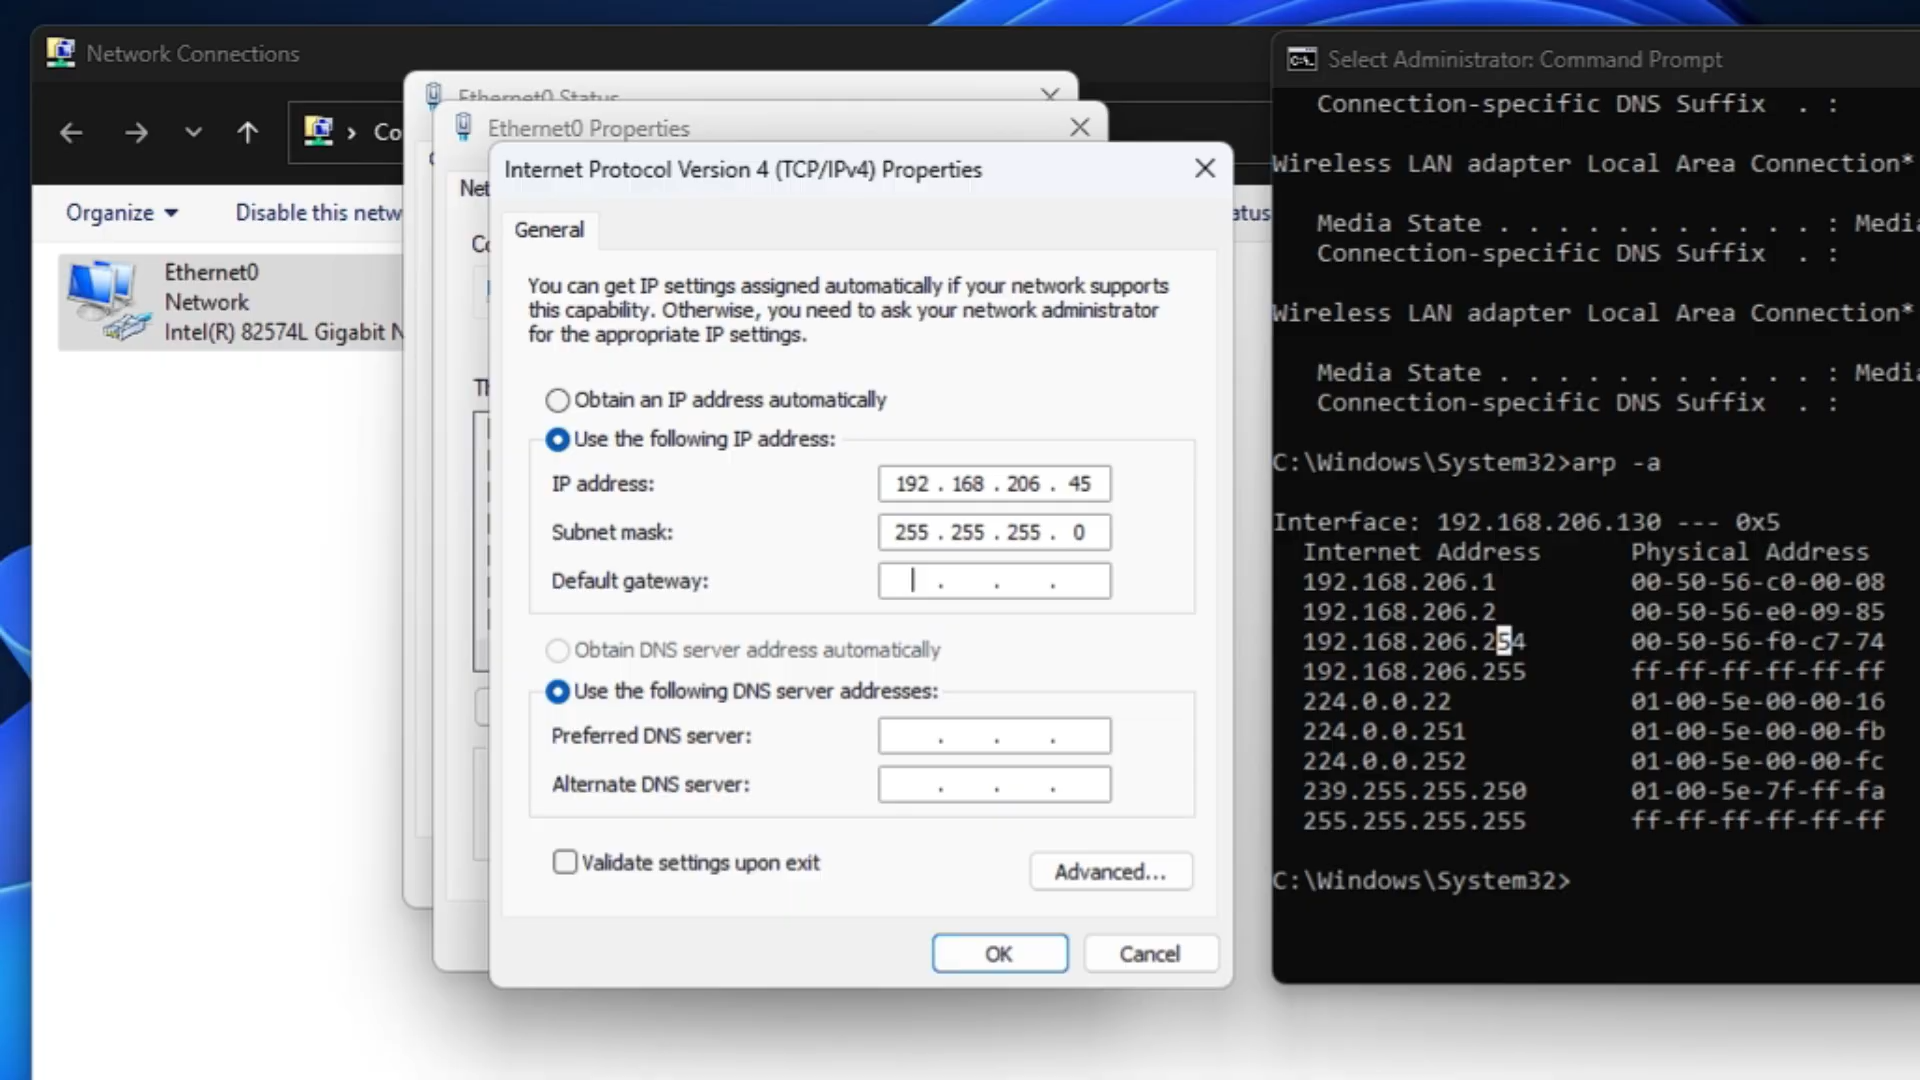 Network Connections
Organize
Disable this netw
Ethernet0
Network
Intel(R) 82574L Gigabit N
Ethernet0 Status
Ethernet0 Properties
Net
Internet Protocol Version 4 (TCP/IPv4) Properties
General
You can get IP settings assigned automatically if your network supports
this capability. Otherwise, you need to ask your network administrator
for the appropriate IP settings.
Obtain an IP address automatically
Use the following IP address:
IP address: 192 . 168 . 206 . 45
Subnet mask: 255 . 255 . 255 . 0
Default gateway: . . .
Obtain DNS server address automatically
Use the following DNS server addresses:
Preferred DNS server: . . .
Alternate DNS server: . . .
Validate settings upon exit
Advanced...
OK
Cancel
Select Administrator: Command Prompt
Connection-specific DNS Suffix . :
Wireless LAN adapter Local Area Connection*
Media State . . . . . . . . . . . : Media
Connection-specific DNS Suffix . :
Wireless LAN adapter Local Area Connection*
Media State . . . . . . . . . . . : Media
Connection-specific DNS Suffix . :
C:\Windows\System32>arp -a
Interface: 192.168.206.130 --- 0x5
Internet Address Physical Address
192.168.206.1 00-50-56-c0-00-08
192.168.206.2 00-50-56-e0-09-85
192.168.206.254 00-50-56-f0-c7-74
192.168.206.255 ff-ff-ff-ff-ff-ff
224.0.0.22 01-00-5e-00-00-16
224.0.0.251 01-00-5e-00-00-fb
224.0.0.252 01-00-5e-00-00-fc
239.255.255.250 01-00-5e-7f-ff-fa
255.255.255.255 ff-ff-ff-ff-ff-ff
C:\Windows\System32>